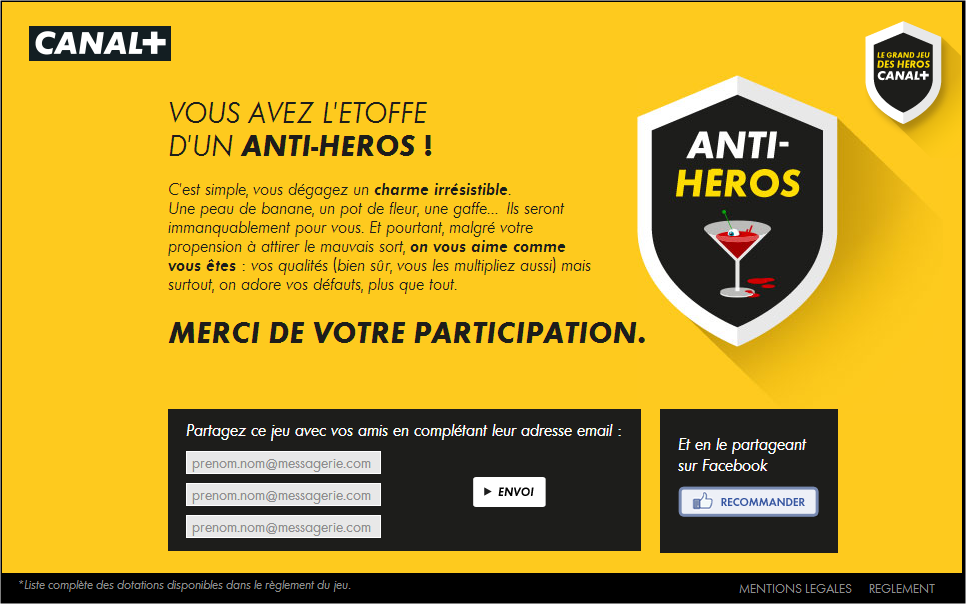 CANAL+
LE GRAND JEU
DES HEROS
CANAL+
VOUS AVEZ L'ETOFFE
D'UN ANTI-HEROS !
C'est simple, vous dégagez un charme irrésistible.
Une peau de banane, un pot de fleur, une gaffe... Ils seront
immanquablement pour vous. Et pourtant, malgré votre
propension à attirer le mauvais sort, on vous aime comme
vous êtes : vos qualités (bien sûr, vous les multipliez aussi) mais
surtout, on adore vos défauts, plus que tout.
ANTI-
HEROS
MERCI DE VOTRE PARTICIPATION.
Partagez ce jeu avec vos amis en complétant leur adresse email :
prenom.nom@messagerie.com
prenom.nom@messagerie.com
prenom.nom@messagerie.com
ENVOI
Et en le partageant
sur Facebook
RECOMMANDER
*Liste complète des dotations disponibles dans le règlement du jeu.
MENTIONS LEGALES
REGLEMENT